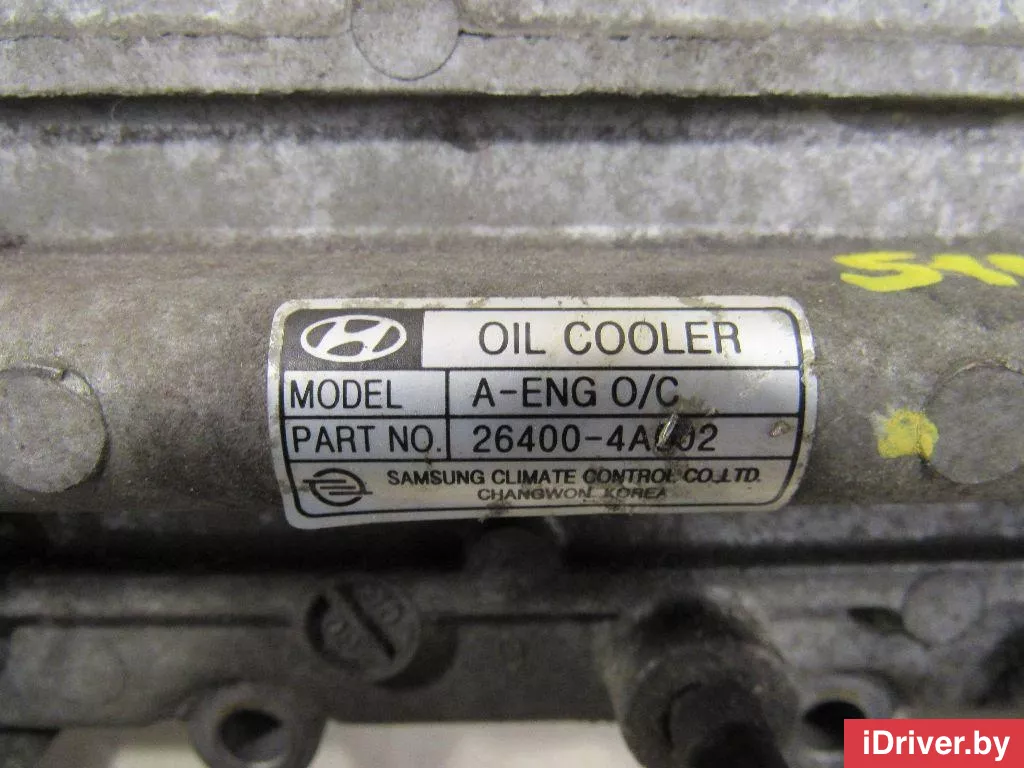 OIL COOLER
MODEL A-ENG O/C
PART NO.
SAMSUNG CLIMATE CONTROL CO.,LTD.
CHANGWON KOREA
iDriver.by